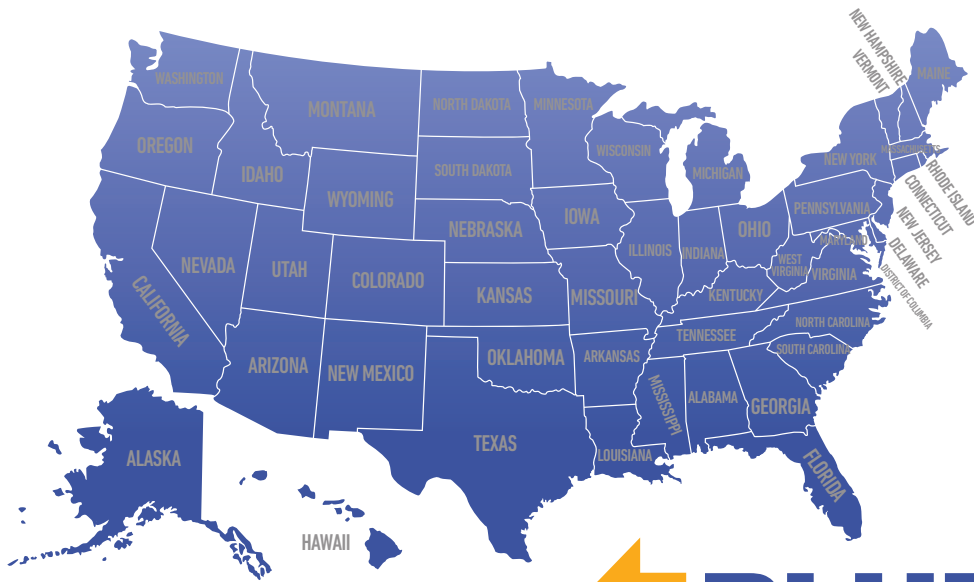 NEW HAMPSHIRE
VERMONT
MAINE
WASHINGTON
MONTANA
NORTH DAKOTA
MINNESOTA
OREGON
IDAHO
SOUTH DAKOTA
WISCONSIN
MICHIGAN
NEW YORK
MASSACHUSETTS
RHODE ISLAND
CONNECTICUT
NEW JERSEY
DELAWARE
DISTRICT OF COLUMBIA
WYOMING
NEBRASKA
IOWA
ILLINOIS
INDIANA
OHIO
PENNSYLVANIA
MARYLAND
WEST
VIRGINIA
VIRGINIA
NEVADA
UTAH
COLORADO
KANSAS
MISSOURI
KENTUCKY
CALIFORNIA
NORTH CAROLINA
TENNESSEE
SOUTH CAROLINA
ARIZONA
NEW MEXICO
OKLAHOMA
ARKANSAS
MISSISSIPPI
ALABAMA
GEORGIA
TEXAS
LOUISIANA
FLORIDA
ALASKA
HAWAII